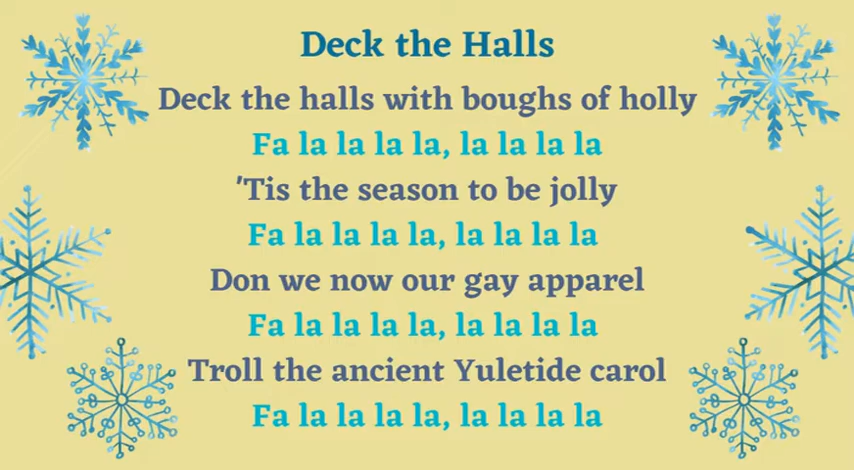 Deck the Halls
Deck the halls with boughs of holly
Fa la la la la, la la la la
'Tis the season to be jolly
Fa la la la la, la la la la
Don we now our gay apparel
Fa la la la la, la la la la
Troll the ancient Yuletide carol
Fa la la la la, la la la la